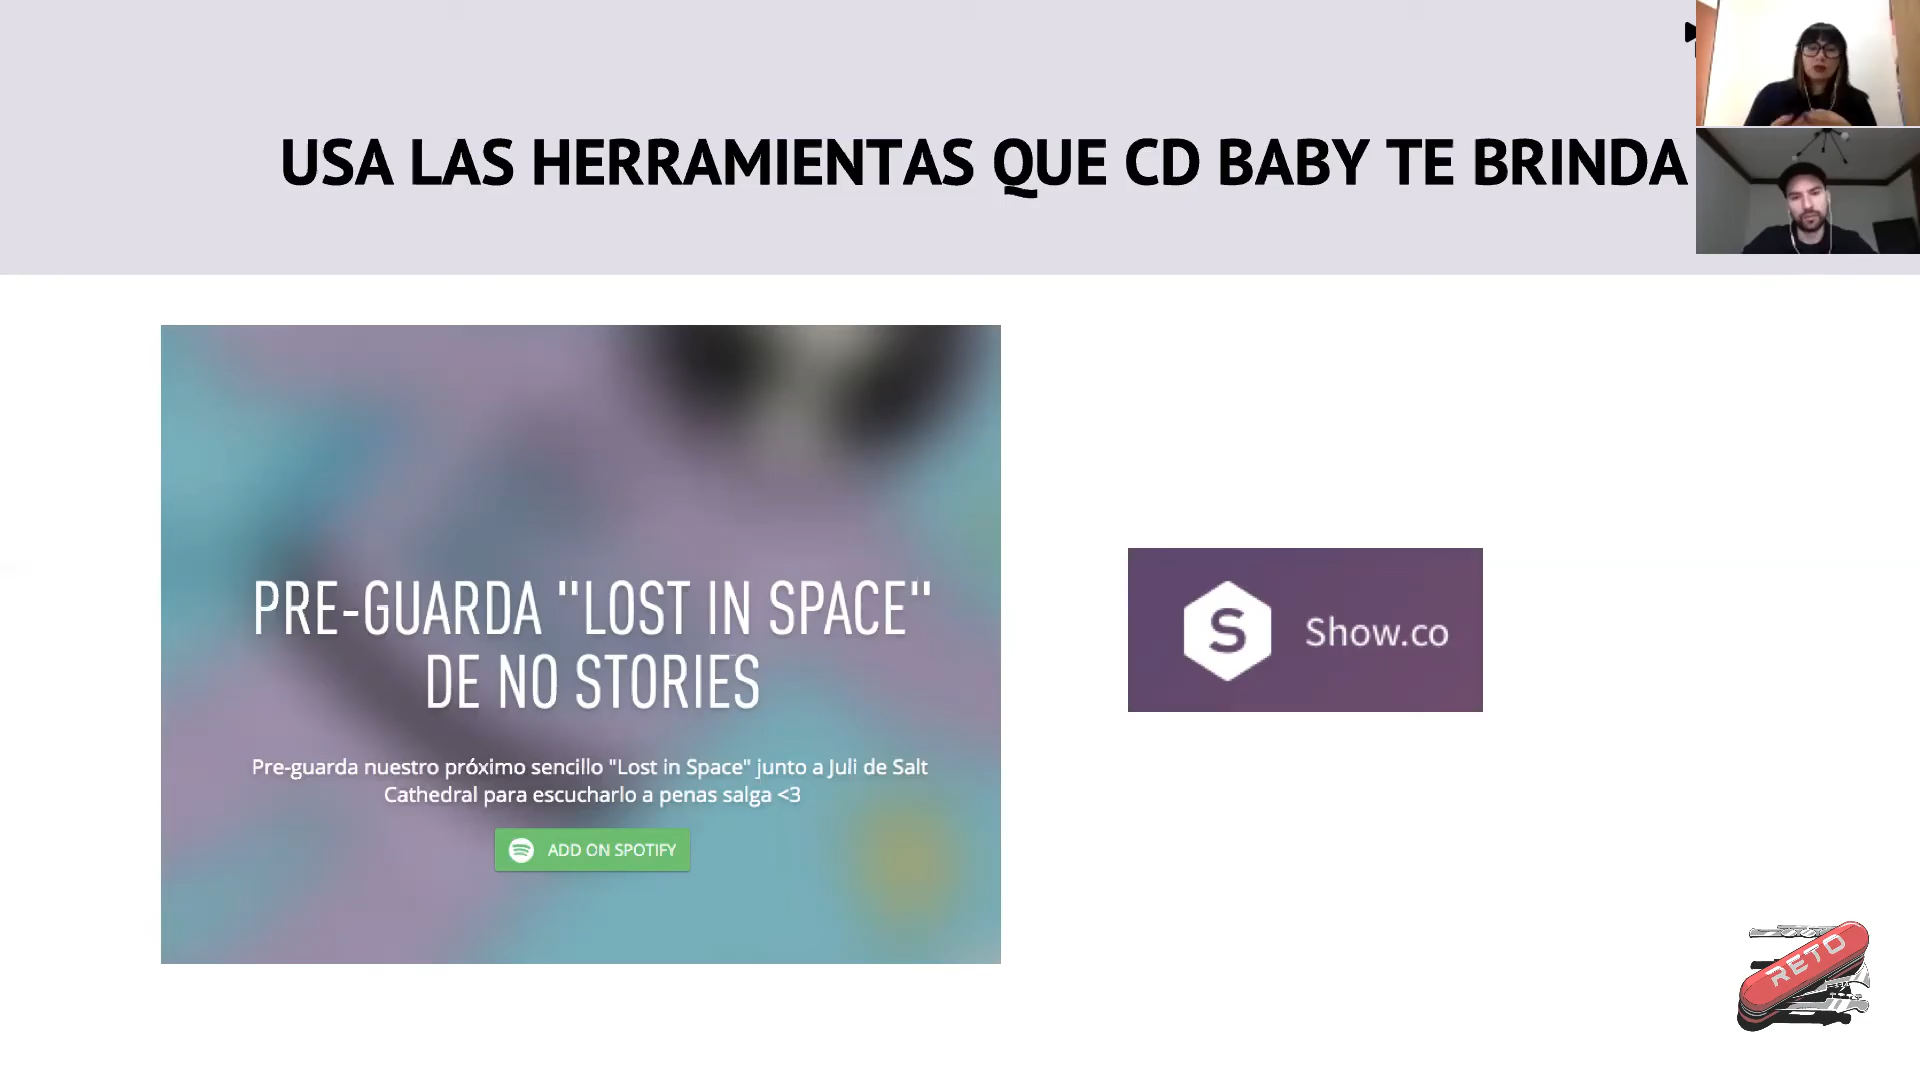 USA LAS HERRAMIENTAS QUE CD BABY TE BRINDA
PRE-GUARDA "LOST IN SPACE"
DE NO STORIES
Pre-guarda nuestro próximo sencillo "Lost in Space" junto a Juli de Salt
Cathedral para escucharlo a penas salga <3
ADD ON SPOTIFY
S Show.co
RETO